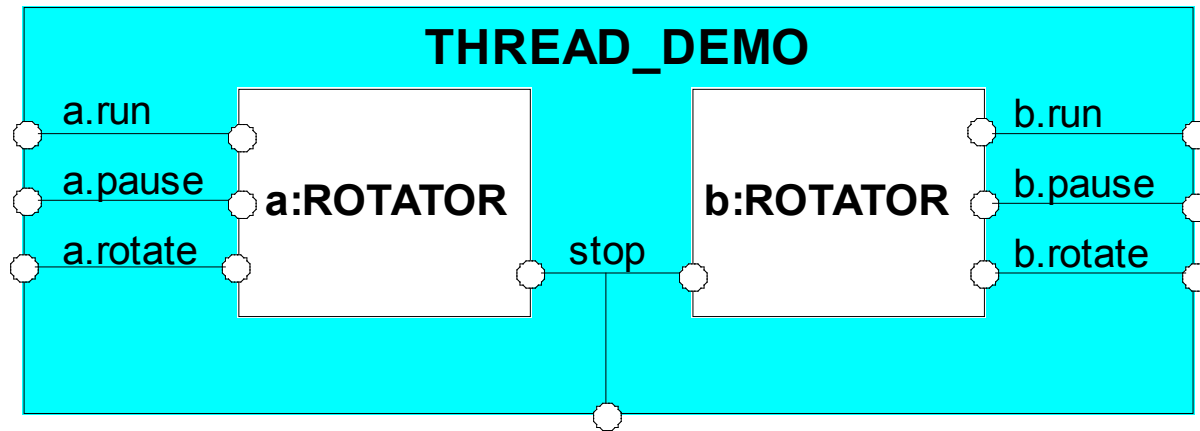 THREAD_DEMO
a.run
a.pause
a.rotate
a:ROTATOR
stop
b:ROTATOR
b.run
b.pause
b.rotate